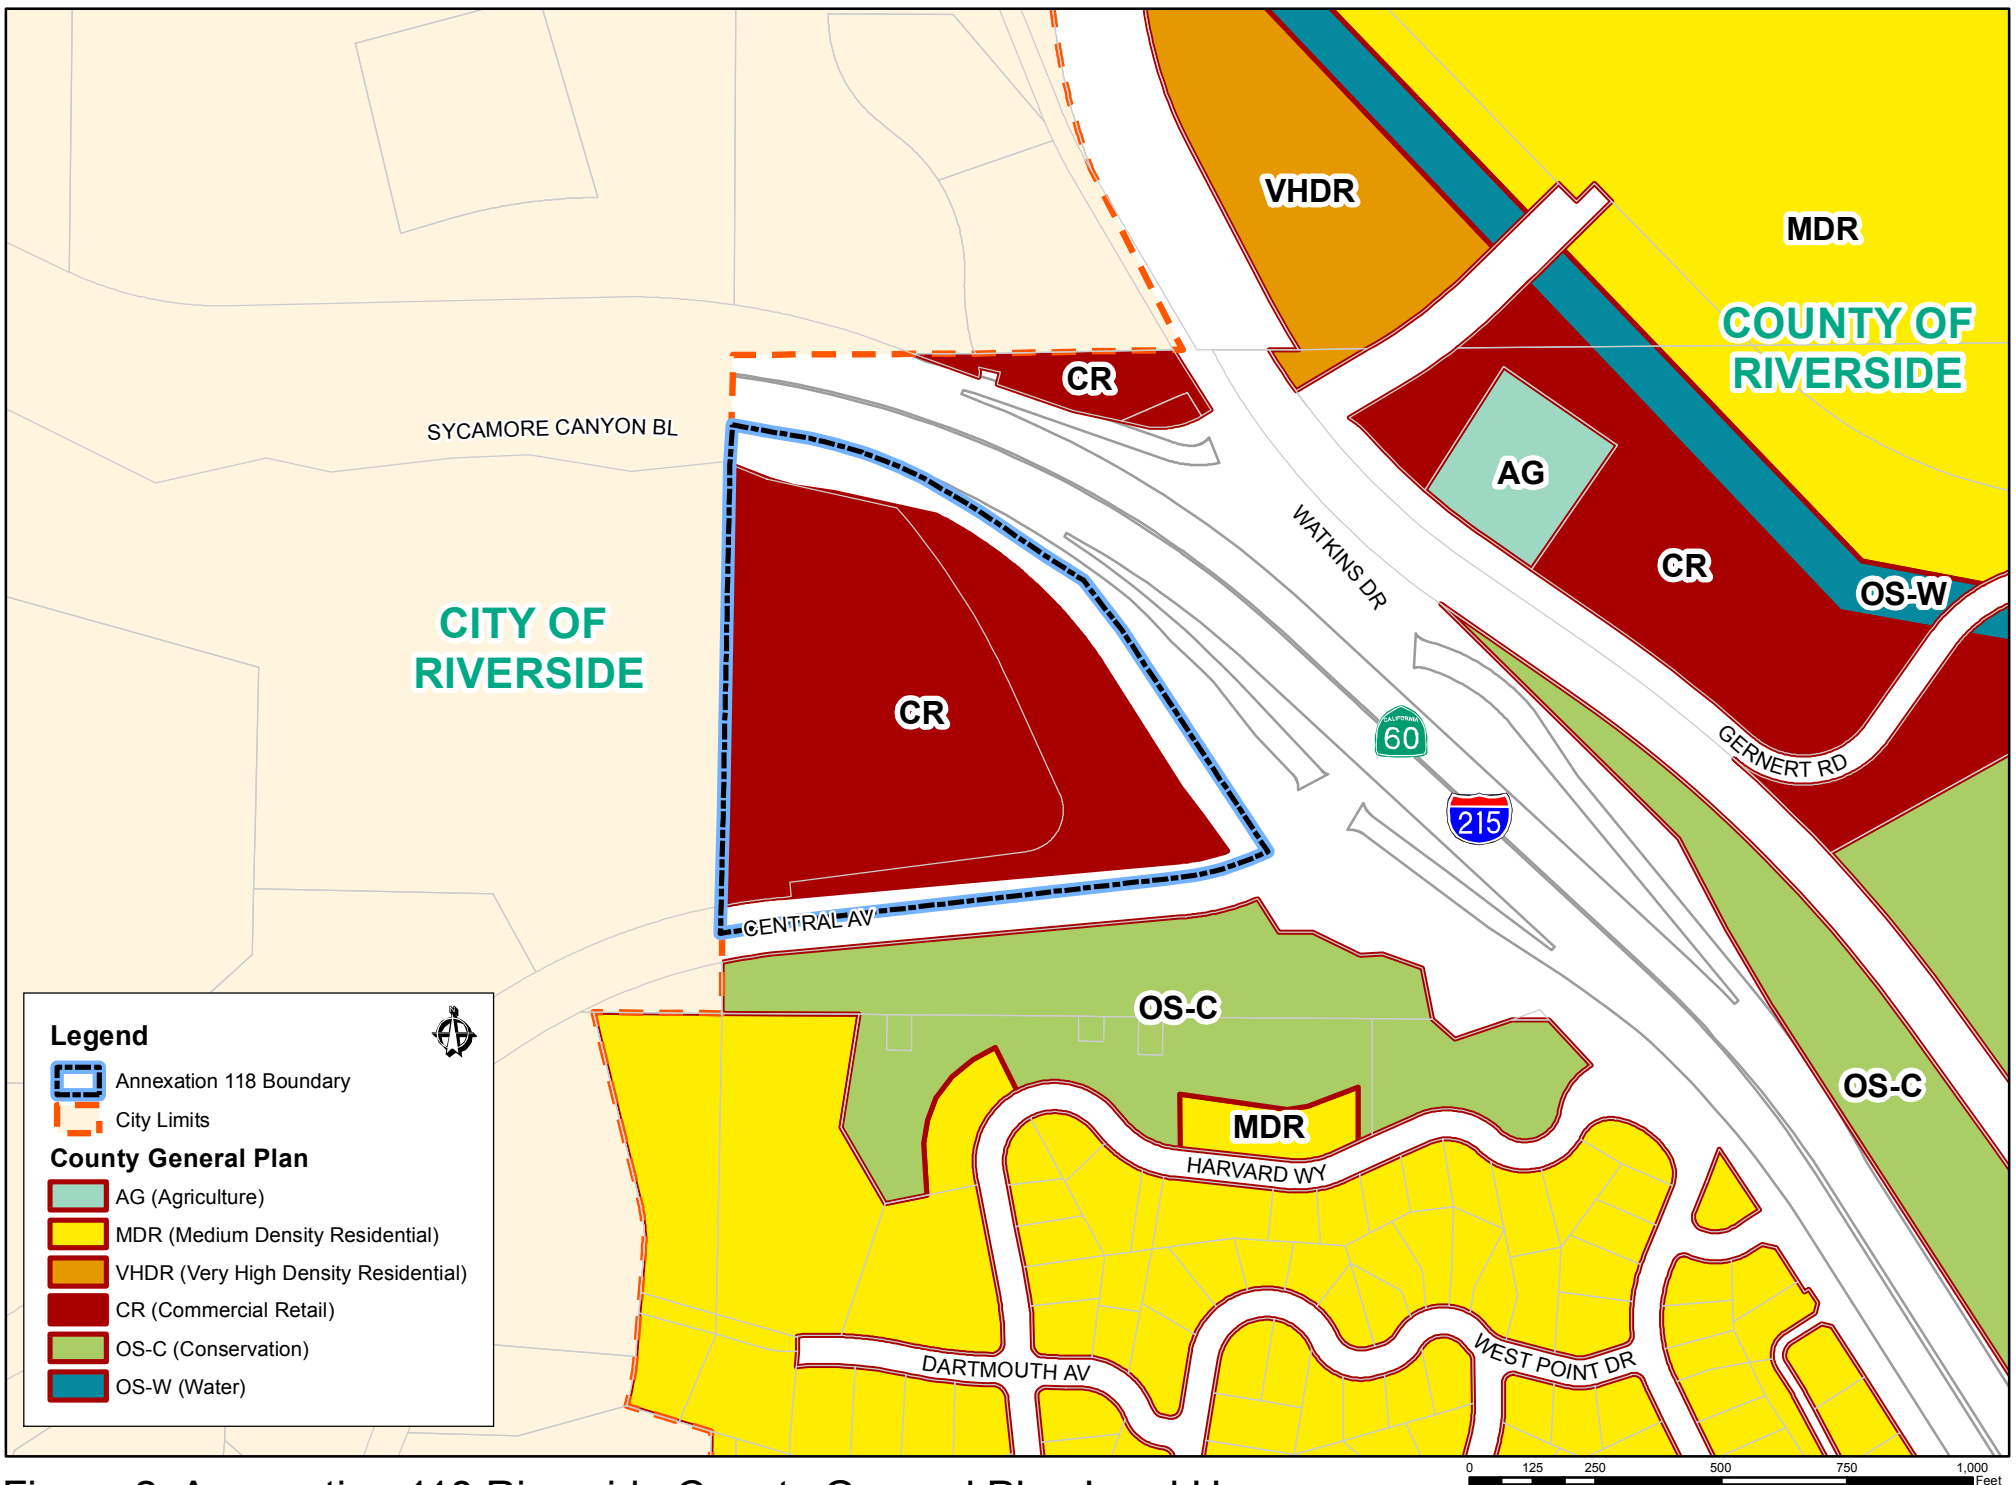 VHDR
MDR
COUNTY OF
RIVERSIDE
CR
SYCAMORE CANYON BL
AG
WATKINS DR
CR
OS-W
CITY OF
RIVERSIDE
CR
CALIFORNIA
60
GERNERT RD
215
CENTRAL AV
OS-C
OS-C
MDR
HARVARD WY
DARTMOUTH AV
WEST POINT DR
Legend
Annexation 118 Boundary
City Limits
County General Plan
AG (Agriculture)
MDR (Medium Density Residential)
VHDR (Very High Density Residential)
CR (Commercial Retail)
OS-C (Conservation)
OS-W (Water)
0 125 250 500 750 1,000
Feet